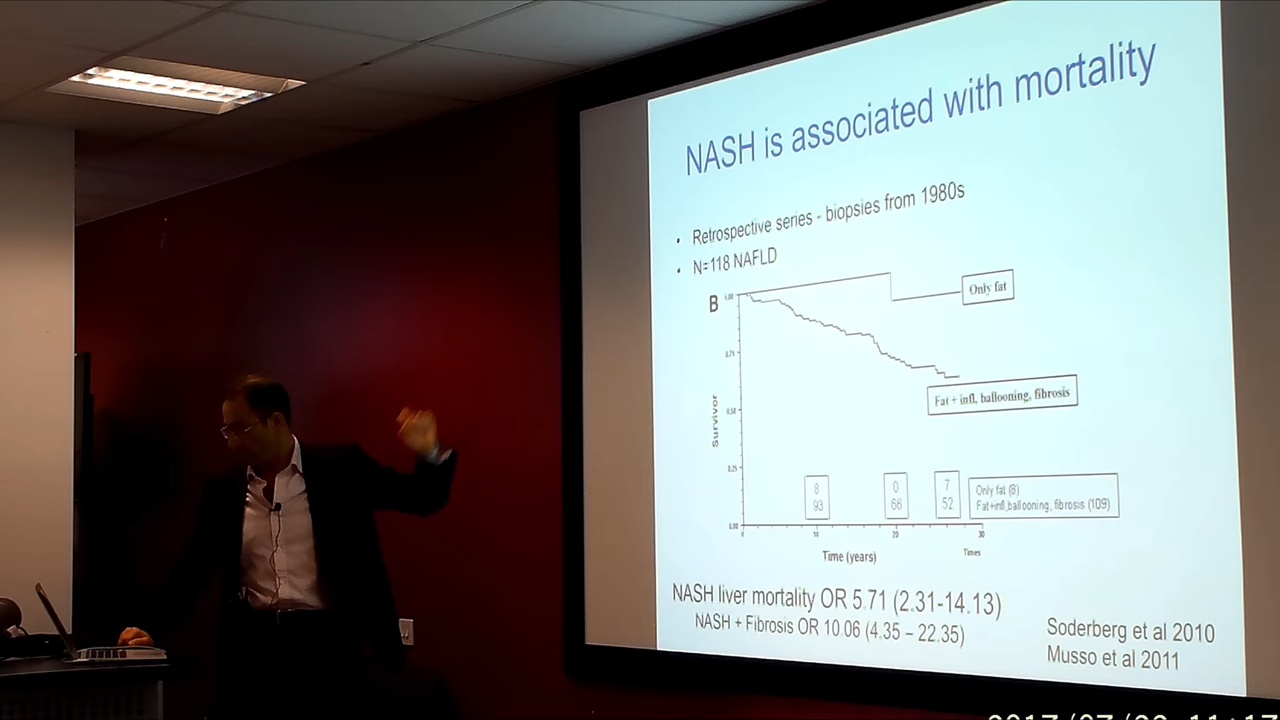 NASH is associated with mortality
• Retrospective series - biopsies from 1980s
• N=118 NAFLD
B
1.00
Only fat
0.75
Fat + infl, ballooning, fibrosis
0.50
Survivor
0.25
8
93
0
66
7
52
Only fat (8)
Fat+infl,ballooning, fibrosis (109)
0.00
0
10
20
30
Time (years)
Times
NASH liver mortality OR 5.71 (2.31-14.13)
NASH + Fibrosis OR 10.06 (4.35 – 22.35)
Soderberg et al 2010
Musso et al 2011